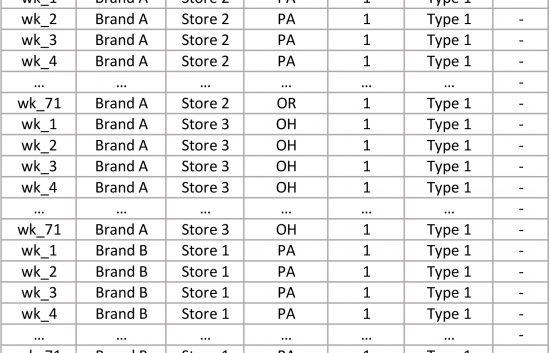 wk_1 Brand A Store 2 PA 1 Type 1
wk_2 Brand A Store 2 PA 1 Type 1 -
wk_3 Brand A Store 2 PA 1 Type 1 -
wk_4 Brand A Store 2 PA 1 Type 1 -
... ... ... ... ... ... -
wk_71 Brand A Store 2 OR 1 Type 1 -
wk_1 Brand A Store 3 OH 1 Type 1 -
wk_2 Brand A Store 3 OH 1 Type 1 -
wk_3 Brand A Store 3 OH 1 Type 1 -
wk_4 Brand A Store 3 OH 1 Type 1 -
... ... ... ... ... ... -
wk_71 Brand A Store 3 OH 1 Type 1 -
wk_1 Brand B Store 1 PA 1 Type 1 -
wk_2 Brand B Store 1 PA 1 Type 1 -
wk_3 Brand B Store 1 PA 1 Type 1 -
wk_4 Brand B Store 1 PA 1 Type 1 -
... ... ... ... ... ... -
wk_71 Brand B Store 1 PA 1 Type 1